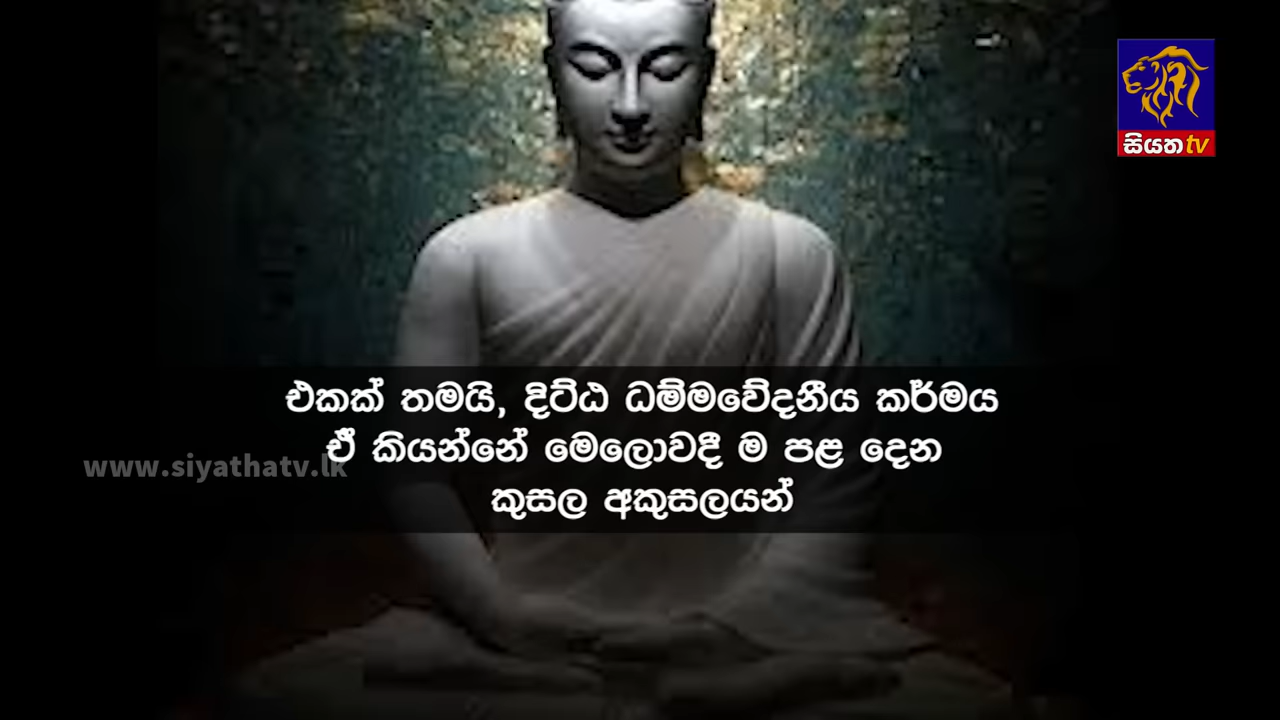 සියත tv
එකක් තමයි, දිට්ඨ ධම්මවේදනීය කර්මය
ඒ කියන්නේ මෙලොවදී ම පළ දෙන
www.siyathatv.lk
කුසල අකුසලයන්